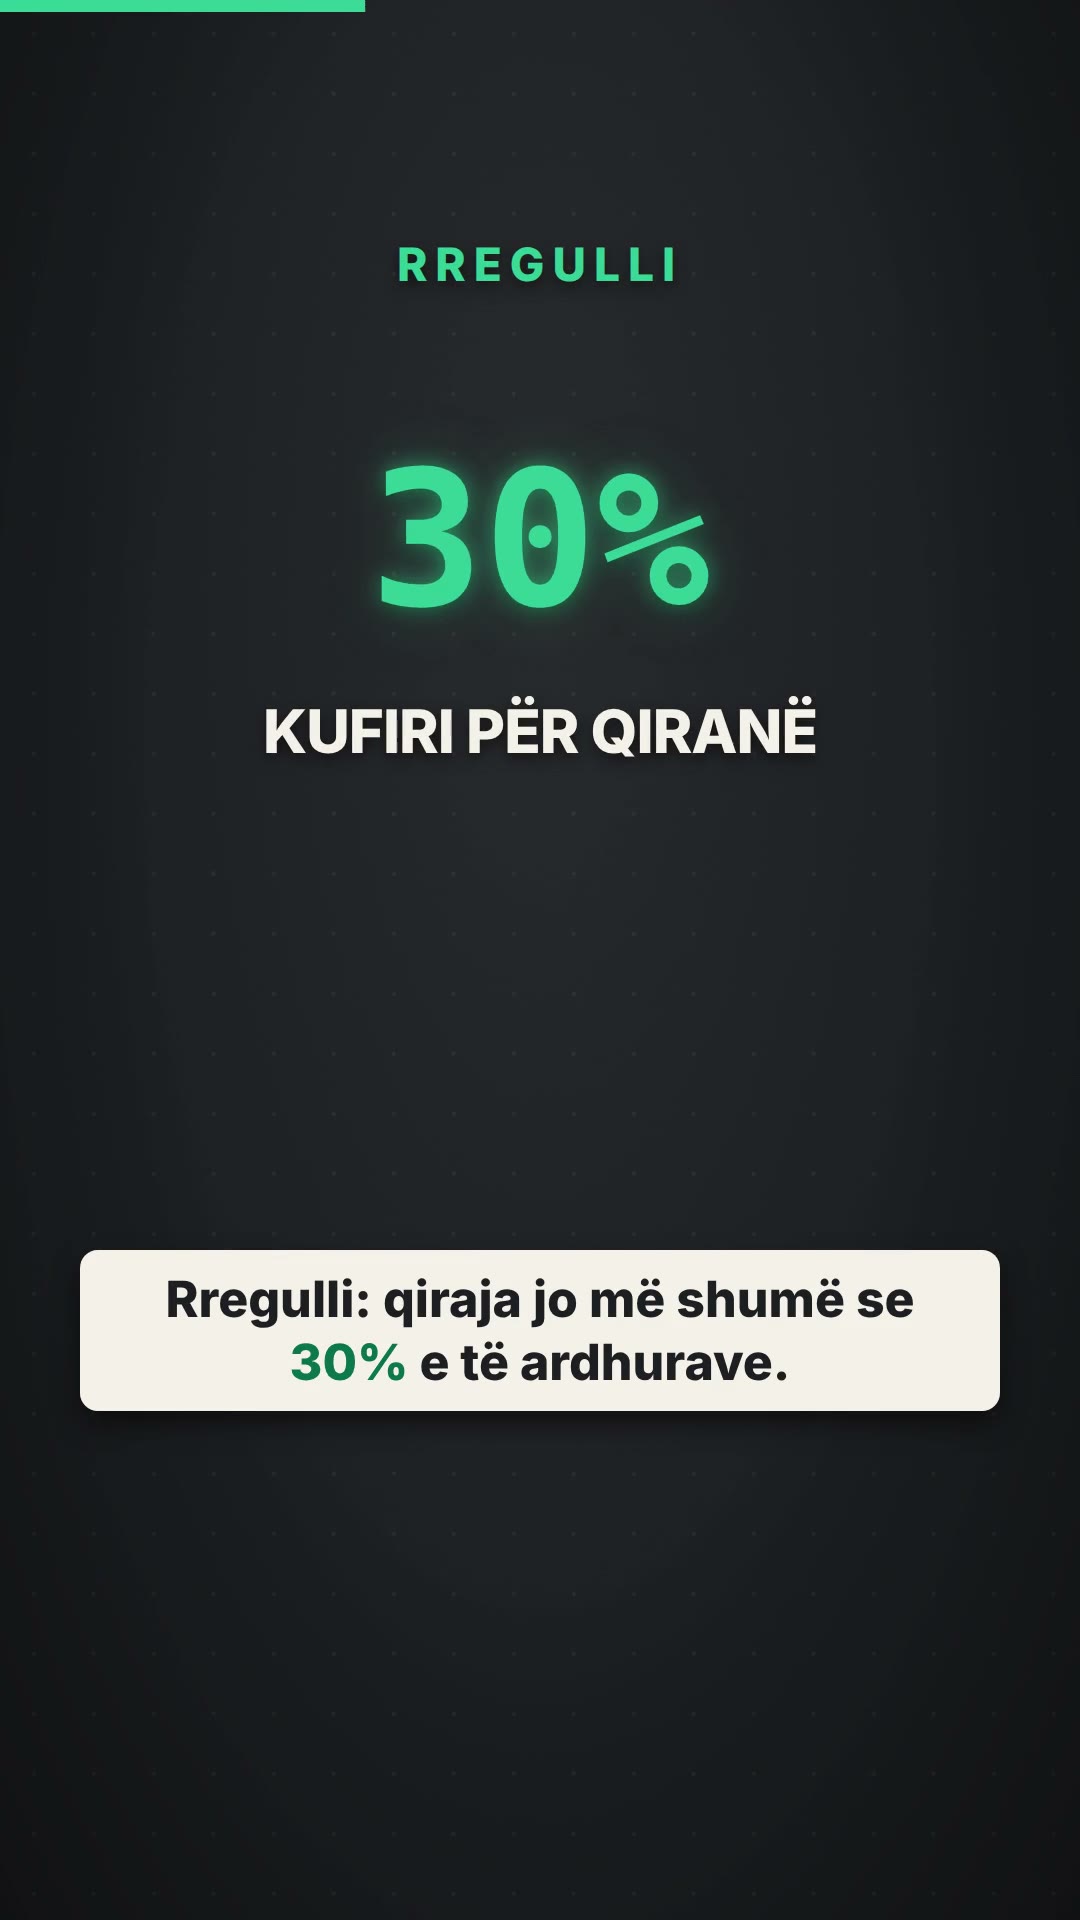 RREGULLI
30%
KUFIRI PËR QIRANË
Rregulli: qiraja jo më shumë se
30% e të ardhurave.